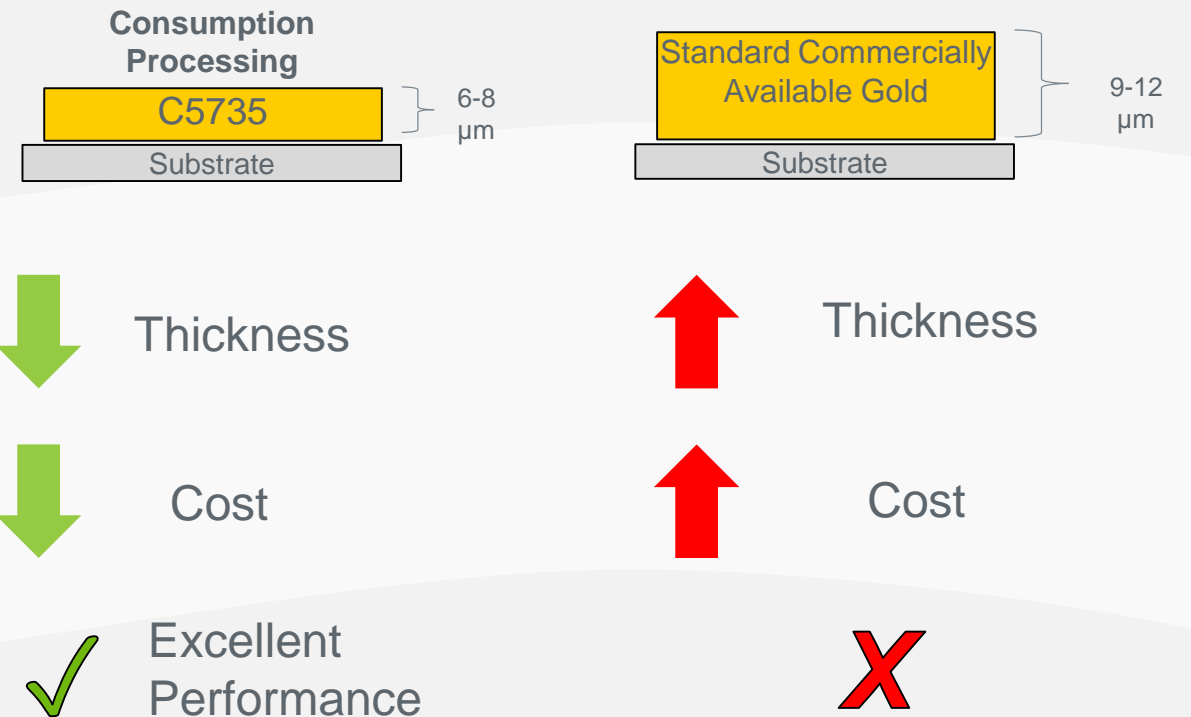 Consumption
Processing
C5735
6-8
µm
Substrate
Standard Commercially
Available Gold
9-12
µm
Substrate
Thickness
Thickness
Cost
Cost
Excellent
Performance
X